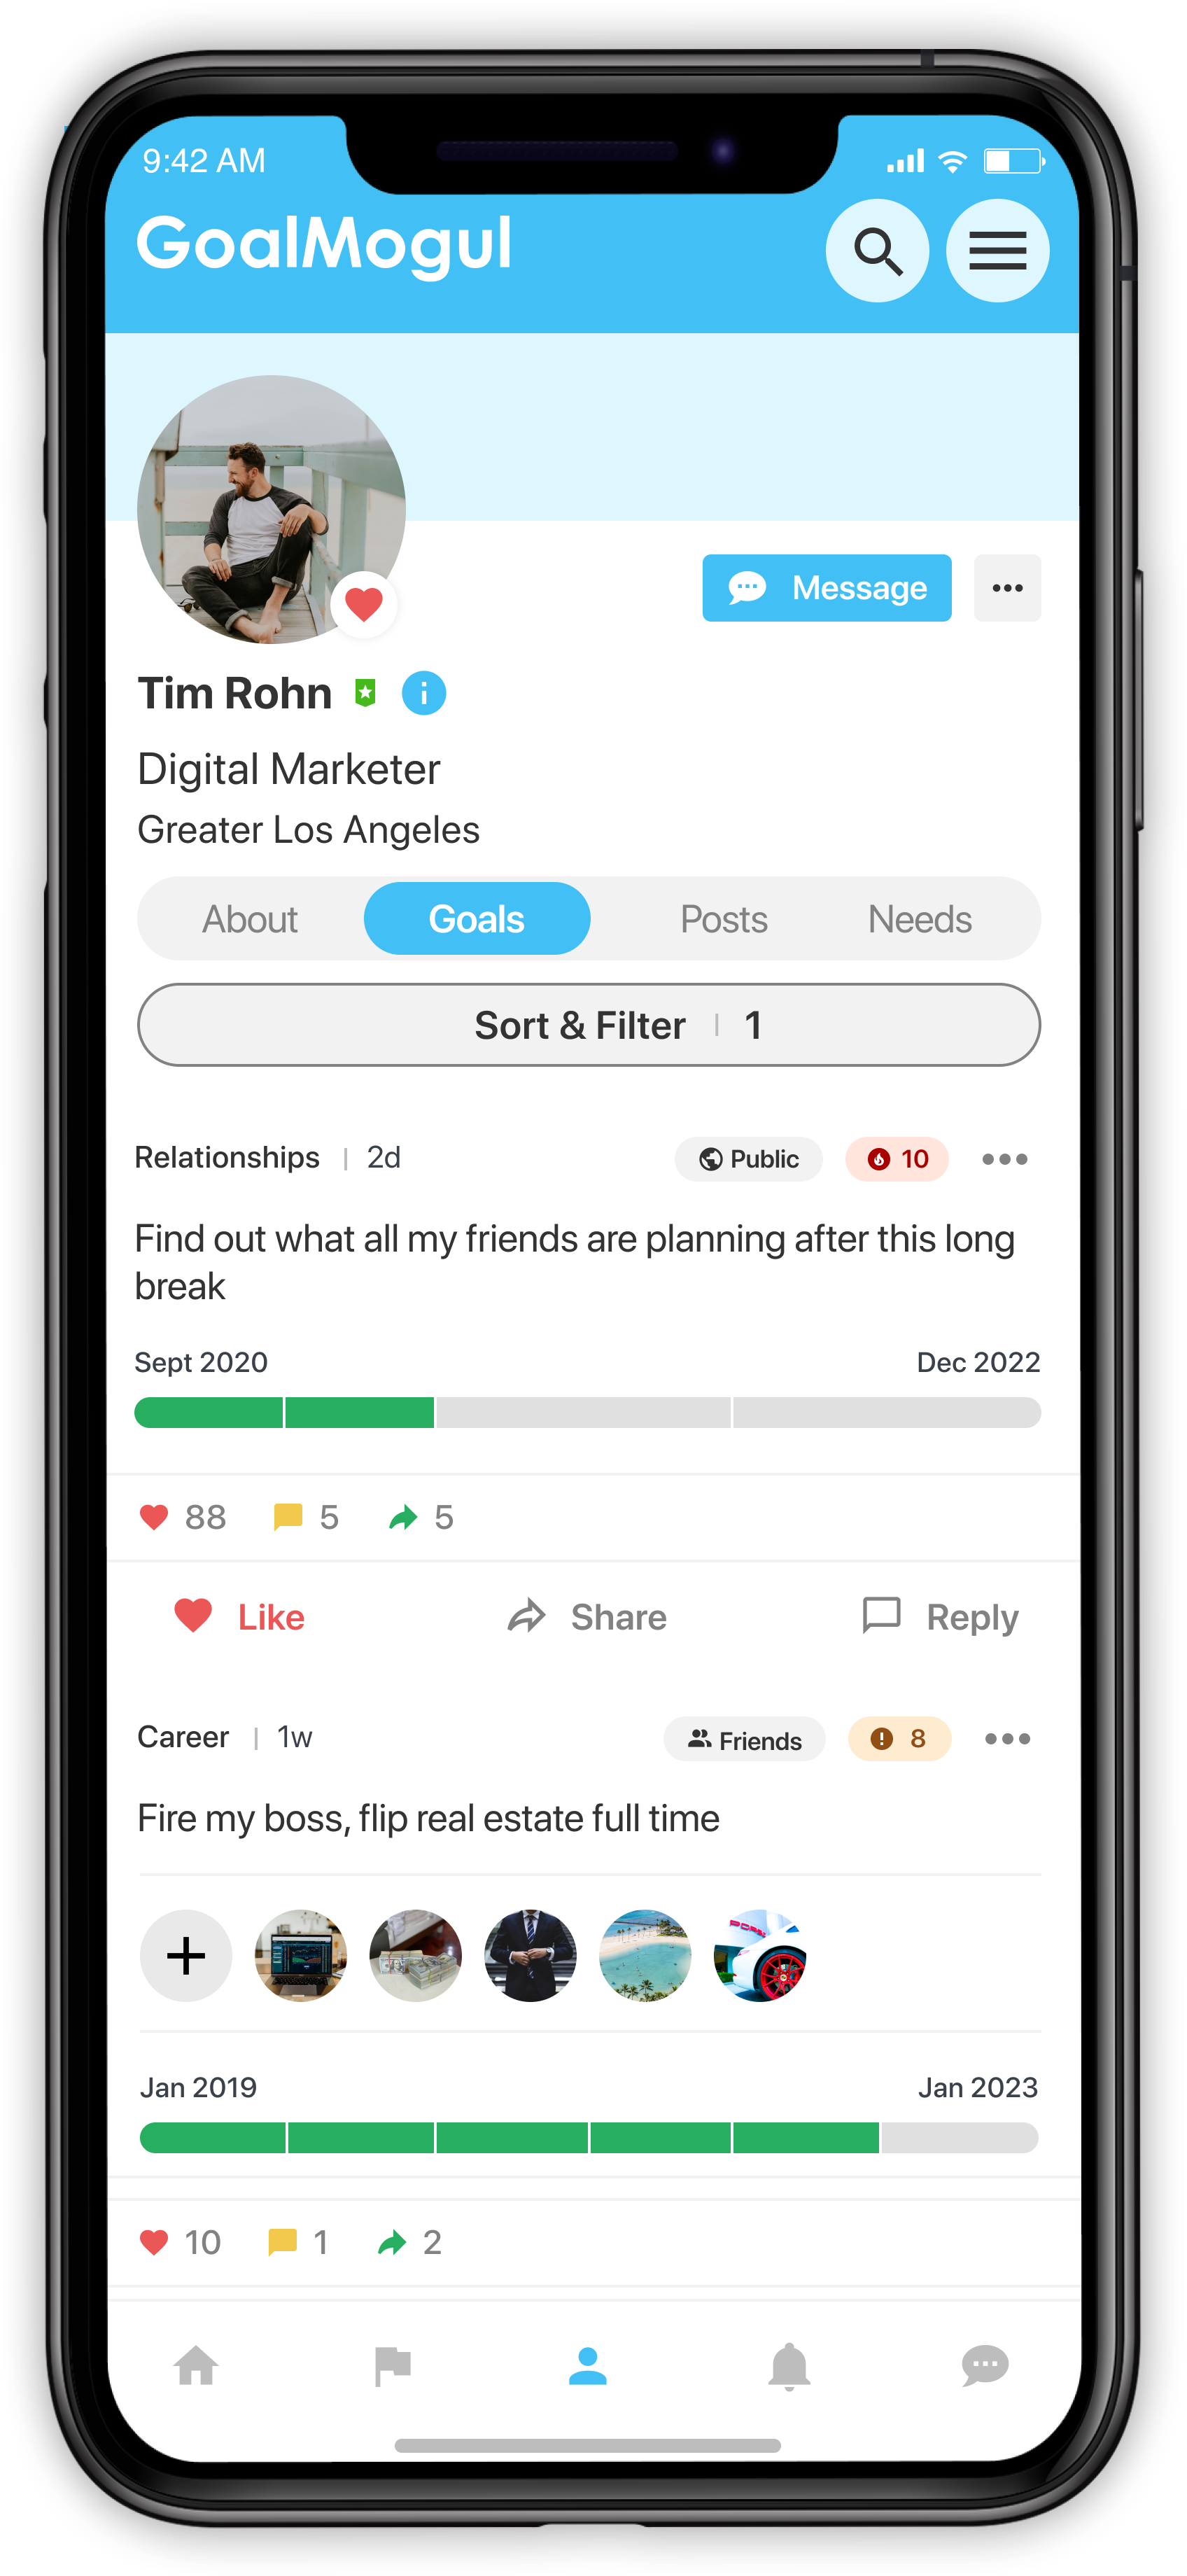 9:42 AM
GoalMogul
Message
Tim Rohn
Digital Marketer
Greater Los Angeles
About Goals Posts Needs
Sort & Filter | 1
Relationships | 2d Public 10
Find out what all my friends are planning after this long
break
Sept 2020 Dec 2022
88 5 5
Like Share Reply
Career | 1w Friends 8
Fire my boss, flip real estate full time
Jan 2019 Jan 2023
10 1 2